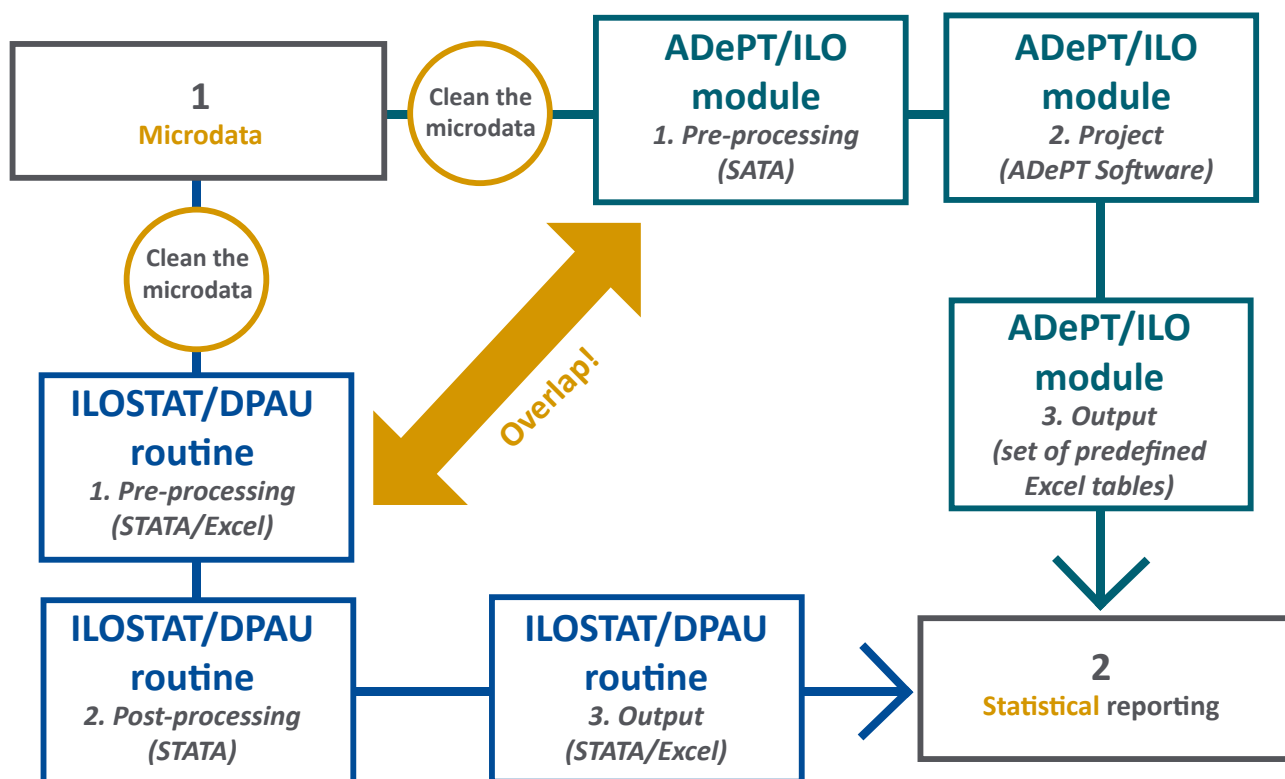 1
Microdata
Clean the
microdata
ADePT/ILO
module
1. Pre-processing
(SATA)
ADePT/ILO
module
2. Project
(ADePT Software)
Clean the
microdata
Overlap!
ADePT/ILO
module
3. Output
(set of predefined
Excel tables)
ILOSTAT/DPAU
routine
1. Pre-processing
(STATA/Excel)
ILOSTAT/DPAU
routine
2. Post-processing
(STATA)
ILOSTAT/DPAU
routine
3. Output
(STATA/Excel)
2
Statistical reporting